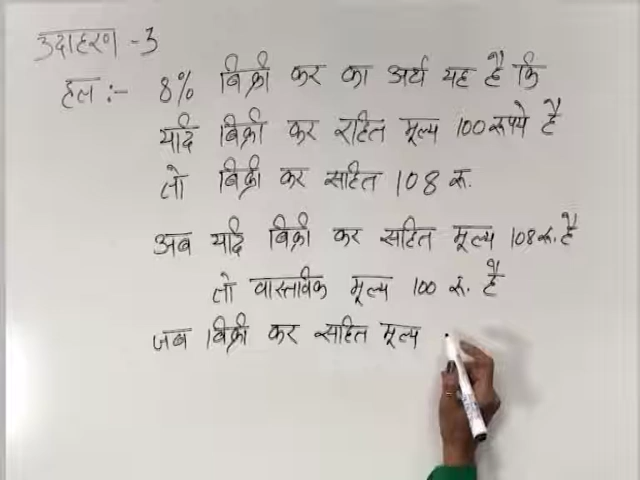 उदाहरण -3
हल :- 8% बिक्री कर का अर्थ यह है कि
यदि बिक्री कर रहित मूल्य 100 रूपये है
तो बिक्री कर सहित 108 रू.
अब यदि बिक्री कर सहित मूल्य 108 रू. है
तो वास्तविक मूल्य 100 रू. है
जब बिक्री कर सहित मूल्य